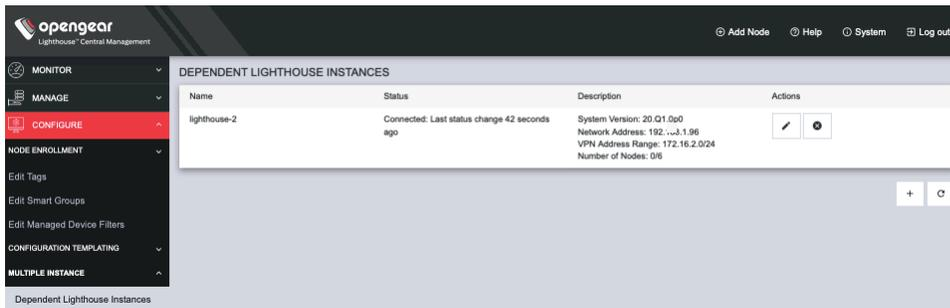 opengear
Lighthouse™ Central Management
Add Node
Help
System
Log out
MONITOR
MANAGE
CONFIGURE
NODE ENROLLMENT
Edit Tags
Edit Smart Groups
Edit Managed Device Filters
CONFIGURATION TEMPLATING
MULTIPLE INSTANCE
Dependent Lighthouse Instances
DEPENDENT LIGHTHOUSE INSTANCES
Name Status Description Actions
lighthouse-2
Connected: Last status change 42 seconds
ago
System Version: 20.Q1.0p0
Network Address:
VPN Address Range: 172.16.2.0/24
Number of Nodes: 0/6